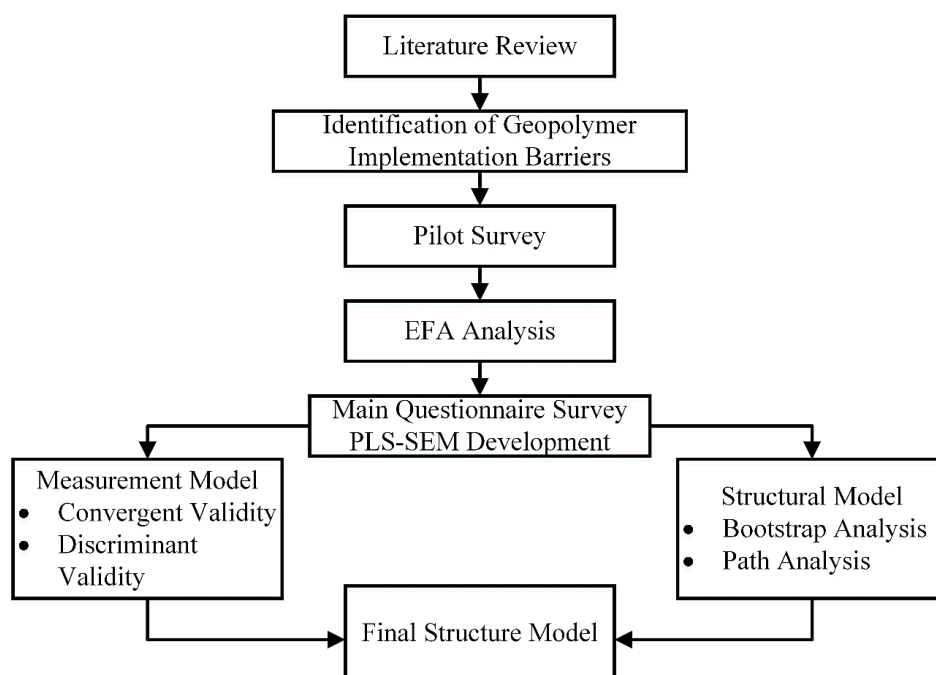 Literature Review
Identification of Geopolymer
Implementation Barriers
Pilot Survey
EFA Analysis
Main Questionnaire Survey
PLS-SEM Development
Measurement Model
• Convergent Validity
• Discriminant
Validity
Structural Model
• Bootstrap Analysis
• Path Analysis
Final Structure Model